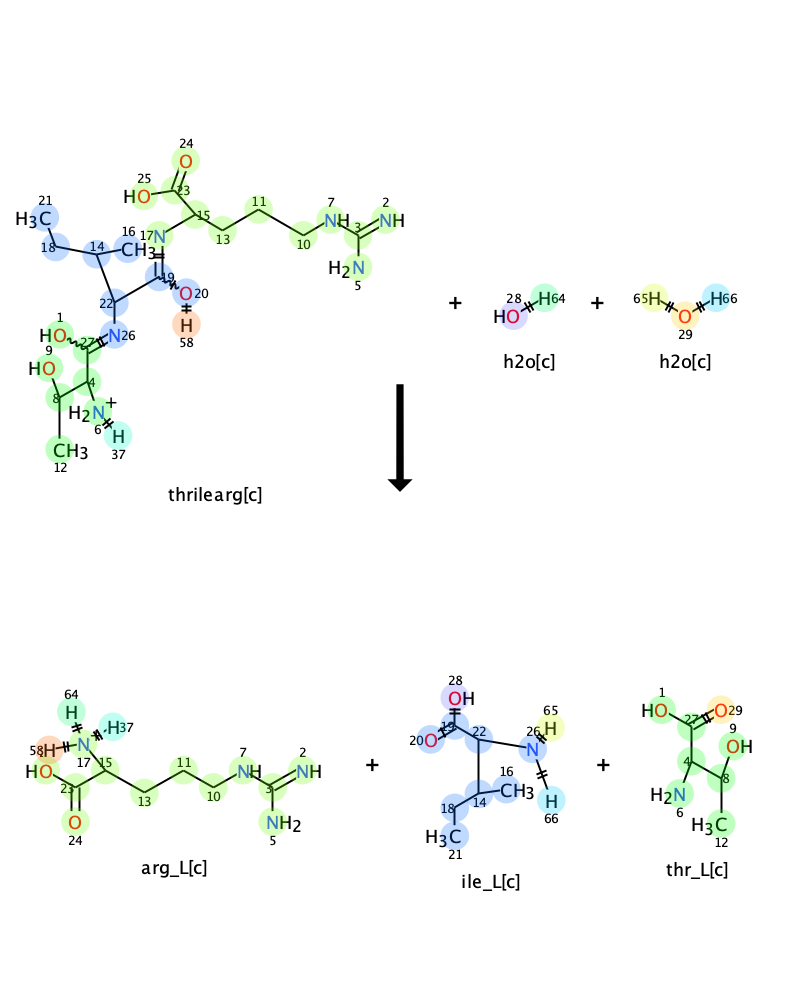 24
O
25
HO
23
21
H₃C
18
14
16
CH₃
17
N
15
13
11
10
7
NH
3
2
NH
H₂N
5
19
O
20
H
58
22
1
HO
27
N
26
9
HO
8
4
H₂N
+
6
H
37
CH₃
12
thrilearg[c]
+
28
HO
H
64
h2o[c]
+
65
H
O
29
H
66
h2o[c]
64
H
58
H
N
17
H
37
HO
23
O
24
15
13
11
10
7
NH
3
2
NH
NH₂
5
arg_L[c]
+
28
OH
20
O
19
22
26
N
65
H
H
66
16
CH₃
14
18
H₃C
21
ile_L[c]
+
1
HO
27
O
29
9
OH
4
8
H₂N
6
H₃C
12
thr_L[c]